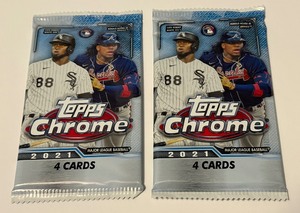 88
TOPPS
Chrome
MAJOR LEAGUE BASEBALL
2021
4 CARDS
88
TOPPS
Chrome
MAJOR LEAGUE BASEBALL
2021
4 CARDS